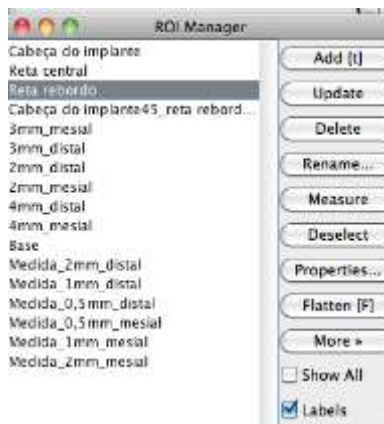 ROI Manager
Cabeça do implante
Reta central
Reta rebordo
Cabeça do implante45_reta rebord...
3mm_mesial
3mm_distal
2mm_distal
2mm_mesial
4mm_distal
4mm_mesial
Base
Medida_2mm_distal
Medida_1mm_distal
Medida_0,5mm_distal
Medida_0,5mm_mesial
Medida_1mm_mesial
Medida_2mm_mesial
Add [t]
Update
Delete
Rename...
Measure
Deselect
Properties...
Flatten [F]
More »
Show All
Labels